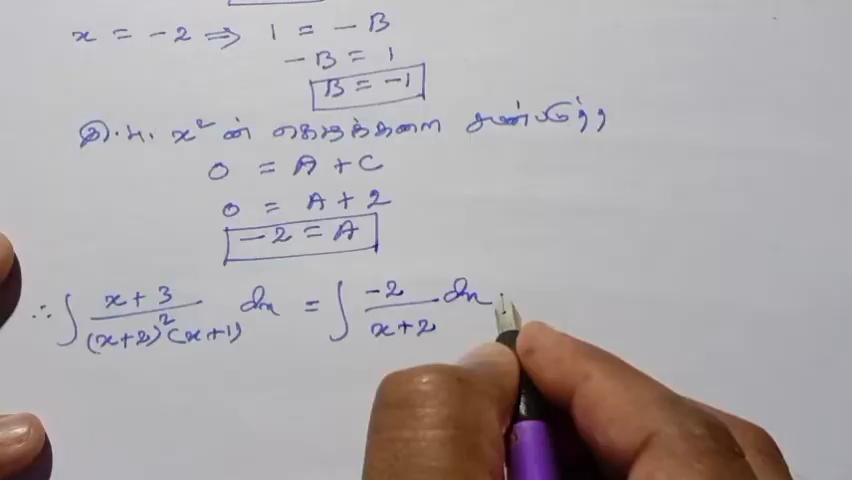 x = -2 ⇒ 1 = -B
-B = 1
B = -1
இ.பு. x² ன் கெழுக்களை சமன்படுத்த
0 = A + C
0 = A + 2
-2 = A
∴ ∫ (x+3)/((x+2)²(x+1)) dx = ∫ -2/(x+2) dx